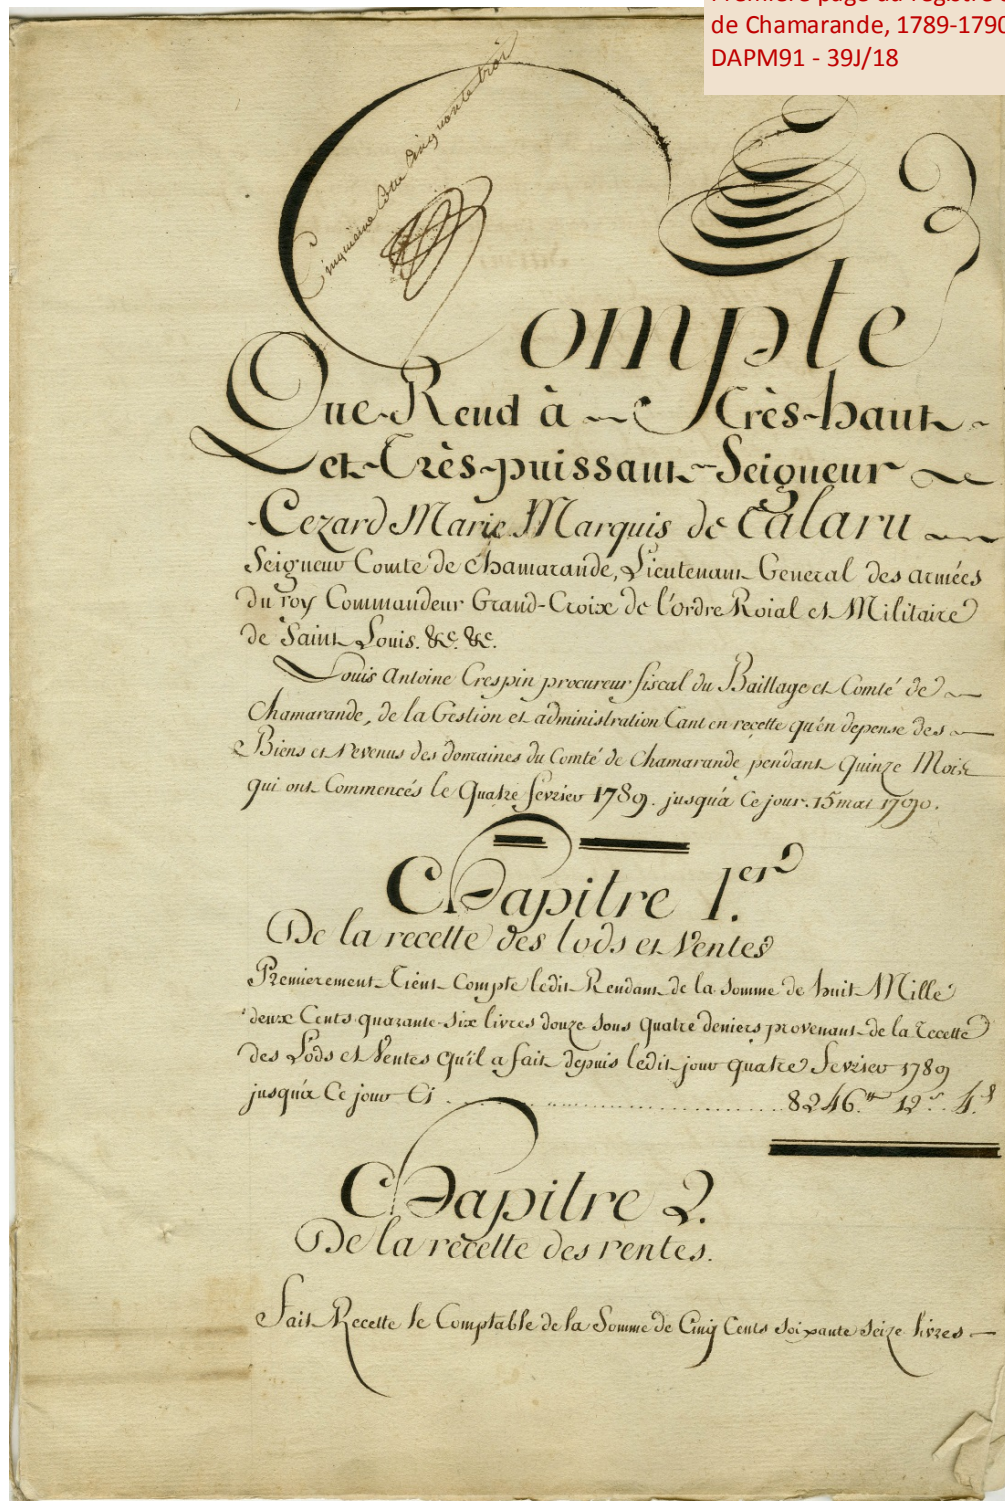 de Chamarande, 1789-1790
DAPM91 - 39J/18
Cinquieme Cotte Cinquante trois
Compte
Que Rend à Très-haut
et Très-puissant Seigneur
Cezard Marie Marquis de Talaru
Seigneur Comte de Chamarande, Lieutenant General des armées
du roy Commandeur Grand-Croix de l'Ordre Roial et Militaire
de Saint Louis. &c. &c.
Louis Antoine Crespin procureur fiscal du Baillage et Comté de
Chamarande, de la Gestion et administration tant en recette qu'en depense des
Biens et revenus des domaines du Comté de Chamarande pendant Quinze Mois
qui ont Commencés le Quatre fevrier 1789. jusqu'à Ce jour. 15 mai 1790.
Chapitre 1.er
De la recette des lods et Ventes
Premierement Tient Compte ledit Rendant de la somme de huit Mille
deux Cents quarante-six livres douze sous Quatre deniers provenant de la recette
des Lods et Ventes qu'il a fait depuis ledit jour quatre fevrier 1789
jusqu'à Ce jour Ci ........ 8246.tt 12.s 4.d
Chapitre 2.
De la recette des rentes.
Fait Recette le Comptable de la Somme de Cinq Cents soixante seize livres